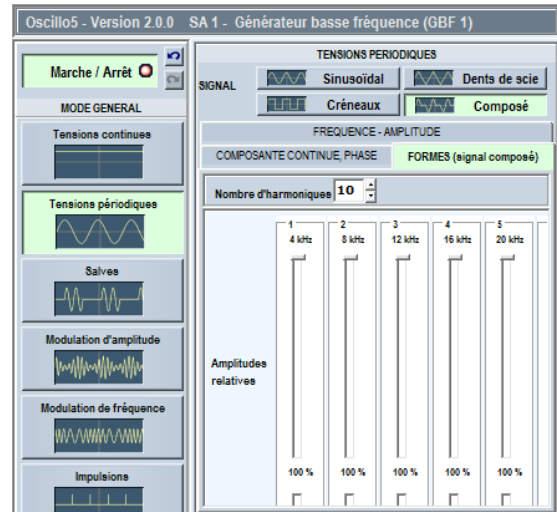 Oscillo5 - Version 2.0.0 SA 1 - Générateur basse fréquence (GBF 1)
Marche / Arrêt
MODE GENERAL
Tensions continues
Tensions périodiques
Salves
Modulation d'amplitude
Modulation de fréquence
Impulsions
TENSIONS PERIODIQUES
SIGNAL
Sinusoïdal
Dents de scie
Créneaux
Composé
FREQUENCE - AMPLITUDE
COMPOSANTE CONTINUE, PHASE
FORMES (signal composé)
Nombre d'harmoniques 10
1 2 3 4 5
4 kHz 8 kHz 12 kHz 16 kHz 20 kHz
Amplitudes
relatives
100 % 100 % 100 % 100 % 100 %